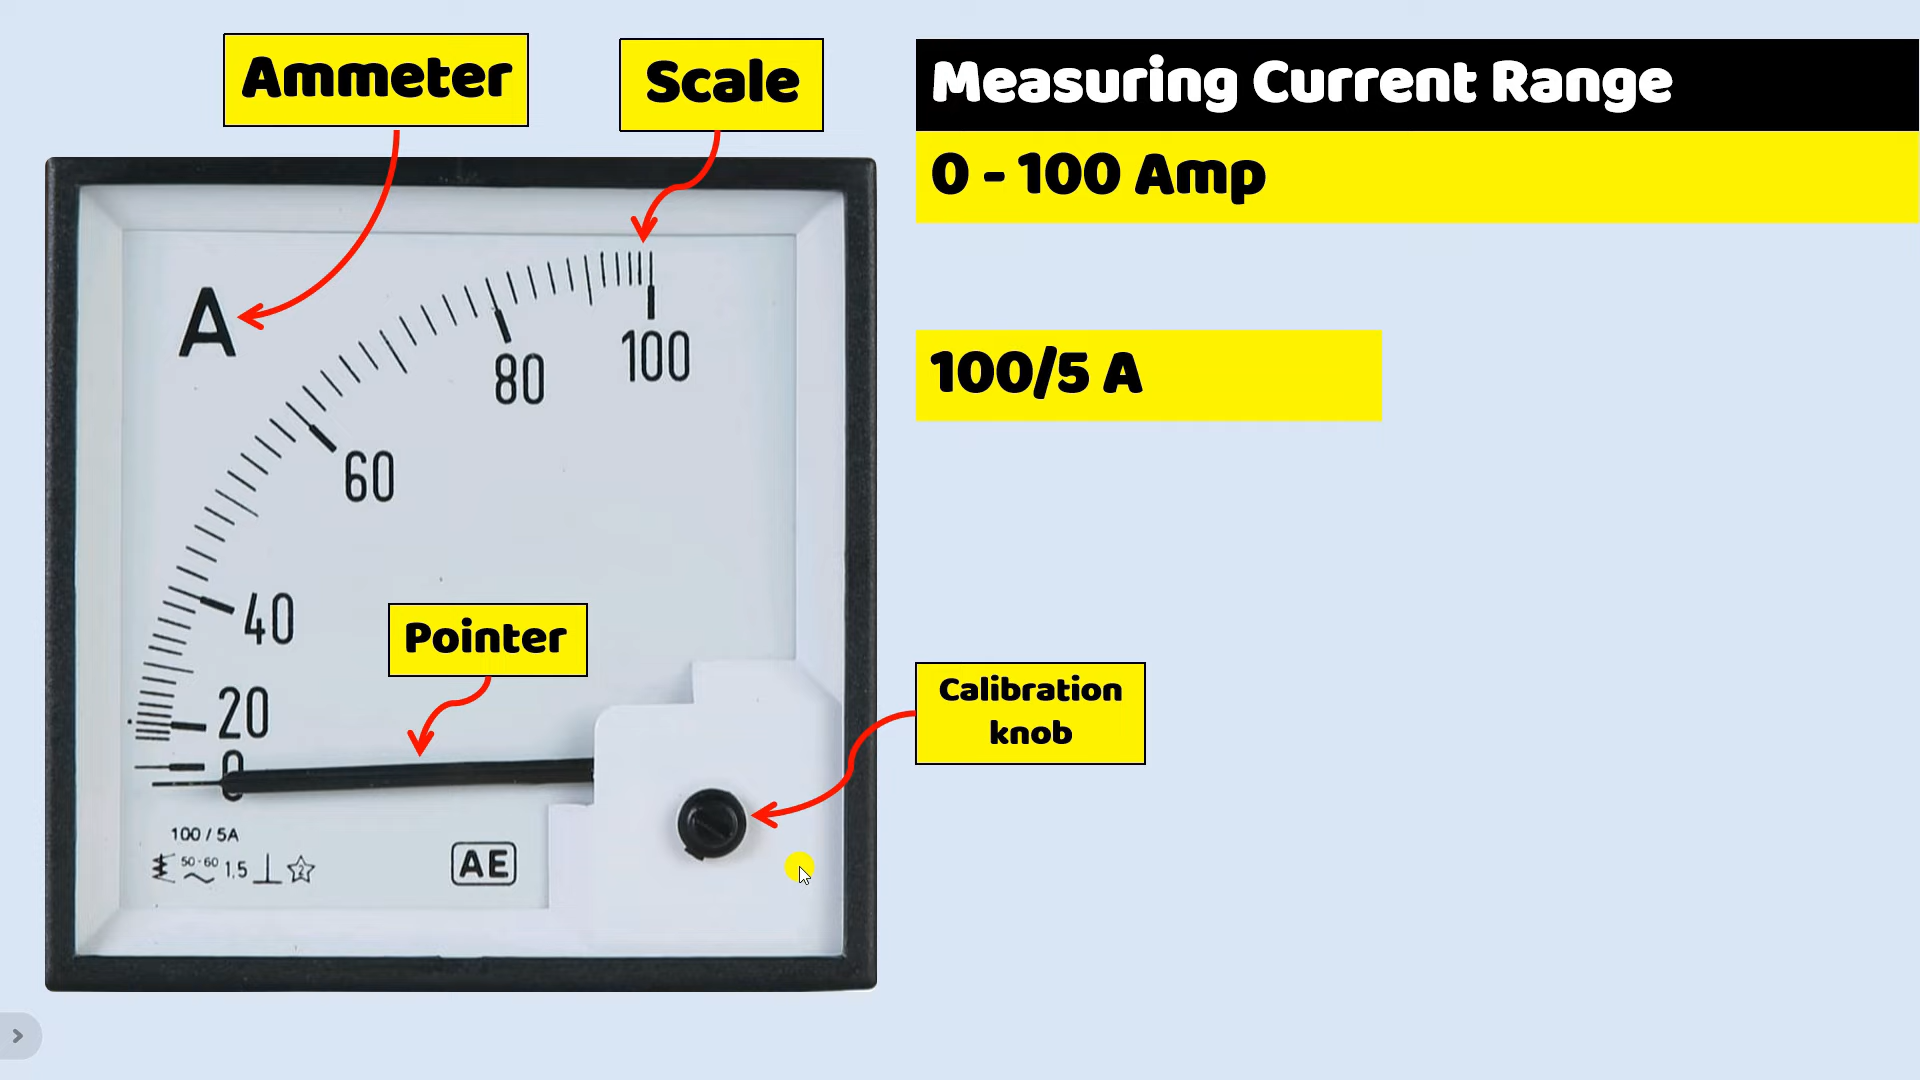 Ammeter
Scale
Measuring Current Range
0 - 100 Amp
100/5 A
A
100
80
60
40
20
0
Pointer
Calibration
knob
100 / 5A
50-60 1.5 2
AE